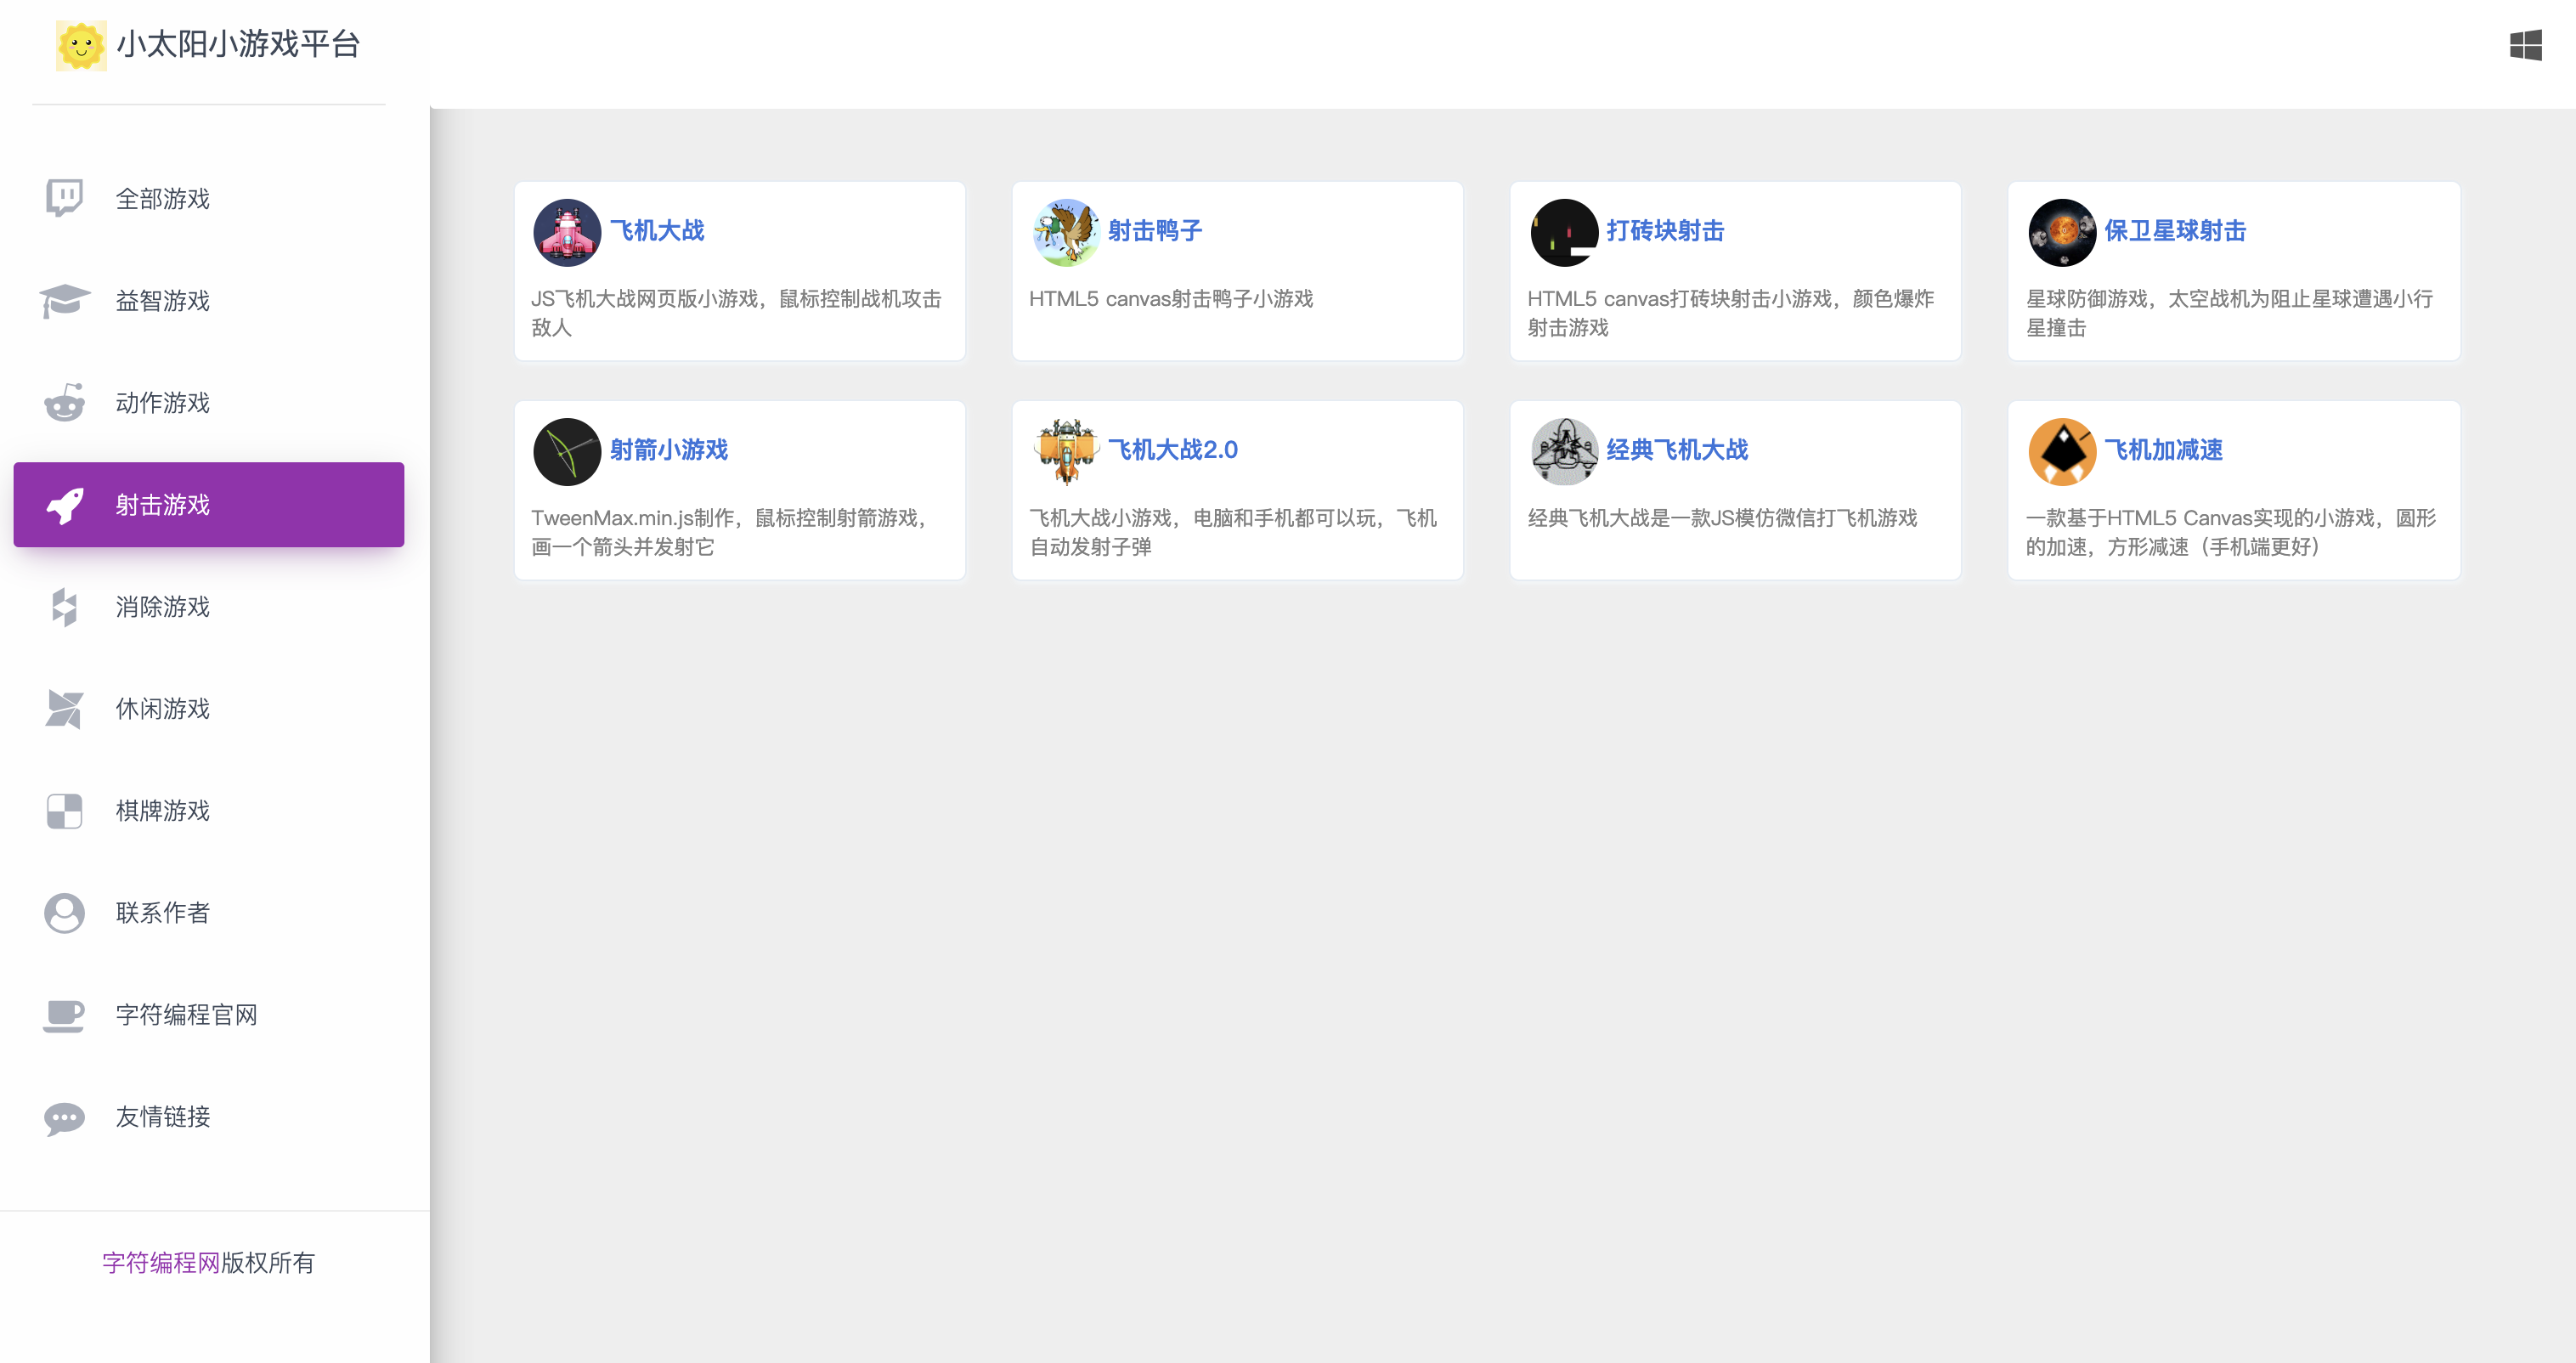 小太阳小游戏平台
全部游戏
益智游戏
动作游戏
射击游戏
消除游戏
休闲游戏
棋牌游戏
联系作者
字符编程官网
友情链接
字符编程网版权所有
飞机大战
JS飞机大战网页版小游戏，鼠标控制战机攻击
敌人
射击鸭子
HTML5 canvas射击鸭子小游戏
打砖块射击
HTML5 canvas打砖块射击小游戏，颜色爆炸
射击游戏
保卫星球射击
星球防御游戏，太空战机为阻止星球遭遇小行
星撞击
射箭小游戏
TweenMax.min.js制作，鼠标控制射箭游戏，
画一个箭头并发射它
飞机大战2.0
飞机大战小游戏，电脑和手机都可以玩，飞机
自动发射子弹
经典飞机大战
经典飞机大战是一款JS模仿微信打飞机游戏
飞机加减速
一款基于HTML5 Canvas实现的小游戏，圆形
的加速，方形减速（手机端更好）